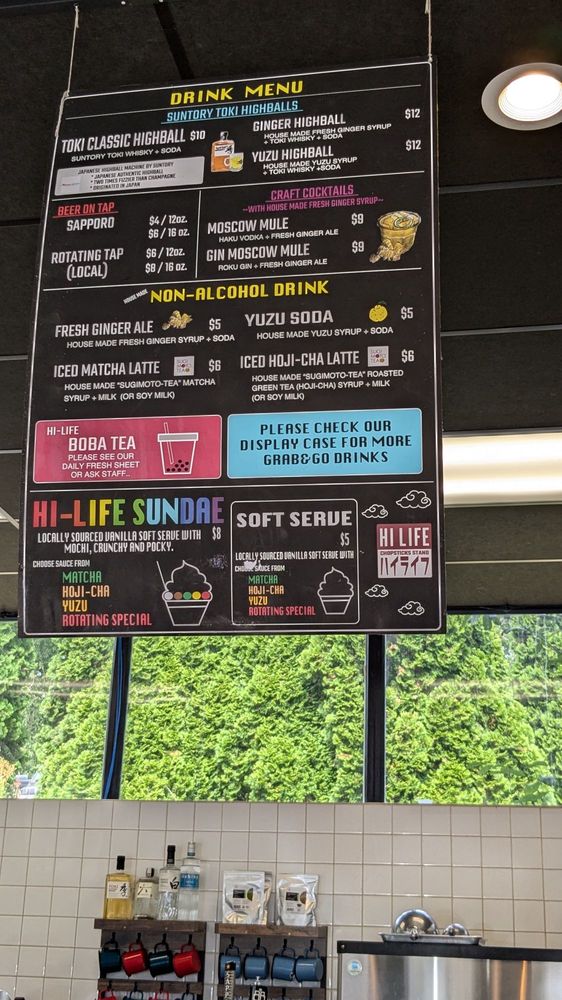 DRINK MENU
SUNTORY TOKI HIGHBALLS
TOKI CLASSIC HIGHBALL $10
SUNTORY TOKI WHISKY + SODA
JAPANESE HIGHBALL MACHINE BY SUNTORY
* JAPANESE AUTHENTIC HIGHBALL
* TWO TIMES FIZZIER THAN CHAMPAGNE
* ORIGINATED IN JAPAN
GINGER HIGHBALL $12
HOUSE MADE FRESH GINGER SYRUP
+ TOKI WHISKY + SODA
YUZU HIGHBALL $12
HOUSE MADE YUZU SYRUP
+ TOKI WHISKY +SODA
BEER ON TAP
SAPPORO $4 / 12oz.
$6 / 16 oz.
ROTATING TAP $6 / 12oz.
(LOCAL) $8 / 16 oz.
CRAFT COCKTAILS
~WITH HOUSE MADE FRESH GINGER SYRUP~
MOSCOW MULE $9
HAKU VODKA + FRESH GINGER ALE
GIN MOSCOW MULE $9
ROKU GIN + FRESH GINGER ALE
HOUSE MADE NON-ALCOHOL DRINK
FRESH GINGER ALE $5
HOUSE MADE FRESH GINGER SYRUP + SODA
YUZU SODA $5
HOUSE MADE YUZU SYRUP + SODA
ICED MATCHA LATTE $6
HOUSE MADE "SUGIMOTO-TEA" MATCHA
SYRUP + MILK (OR SOY MILK)
ICED HOJI-CHA LATTE $6
HOUSE MADE "SUGIMOTO-TEA" ROASTED
GREEN TEA (HOJI-CHA) SYRUP + MILK
(OR SOY MILK)
HI-LIFE
BOBA TEA
PLEASE SEE OUR
DAILY FRESH SHEET
OR ASK STAFF..
PLEASE CHECK OUR
DISPLAY CASE FOR MORE
GRAB&GO DRINKS
HI-LIFE SUNDAE
LOCALLY SOURCED VANILLA SOFT SERVE WITH $8
MOCHI, CRUNCHY AND POCKY.
CHOOSE SAUCE FROM
MATCHA
HOJI-CHA
YUZU
ROTATING SPECIAL
SOFT SERVE
$5
LOCALLY SOURCED VANILLA SOFT SERVE WITH
CHOOSE SAUCE FROM
MATCHA
HOJI-CHA
YUZU
ROTATING SPECIAL
HI LIFE
CHOPSTICKS STAND
ハイライフ